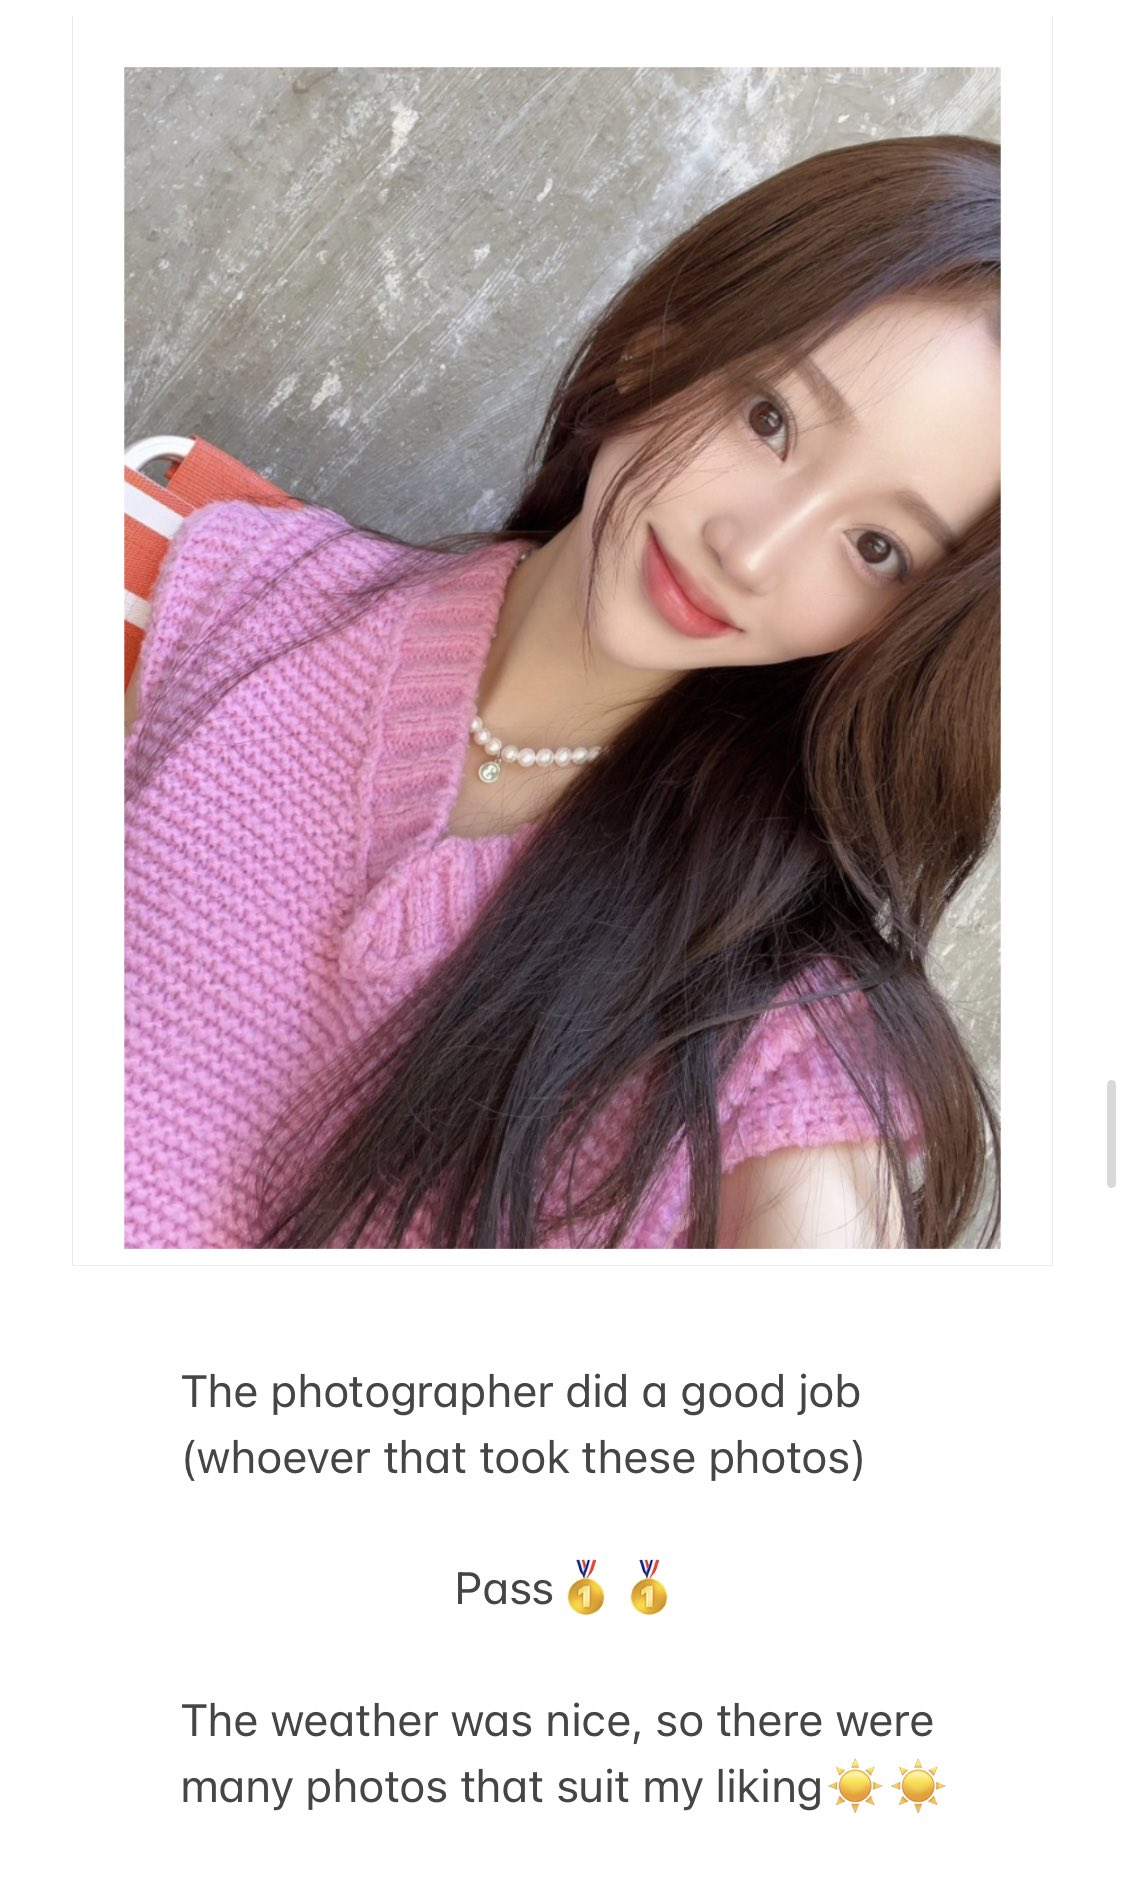 The photographer did a good job
(whoever that took these photos)
Pass🥇🥇
The weather was nice, so there were
many photos that suit my liking☀️☀️